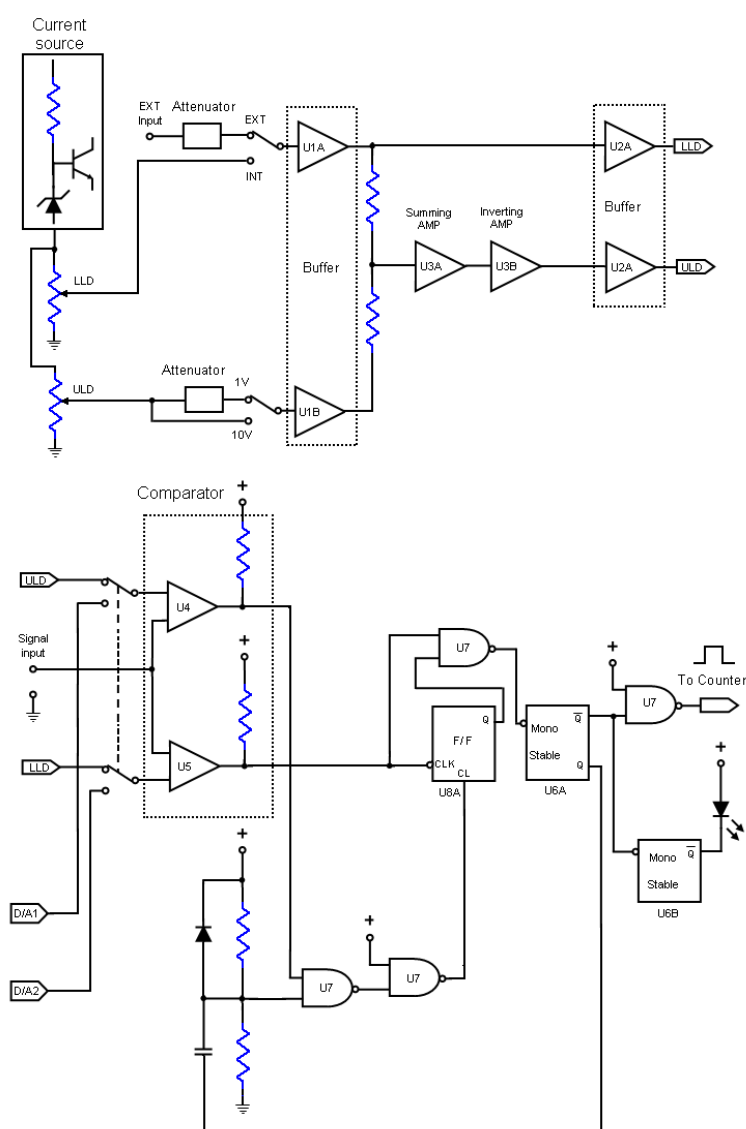 Current
source
EXT
Input
Attenuator
EXT
INT
U1A
U2A
LLD
LLD
Summing
AMP
Inverting
AMP
Buffer
Buffer
U3A
U3B
U2A
ULD
ULD
Attenuator
1V
10V
U1B
Comparator
+
ULD
U4
Signal
input
+
U7
+
To Counter
U7
Q
F/F
CLK
CL
U8A
Mono
Stable
Q
Q
U6A
LLD
U5
+
Mono
Stable
Q
U6B
+
D/A1
D/A2
+
U7
U7